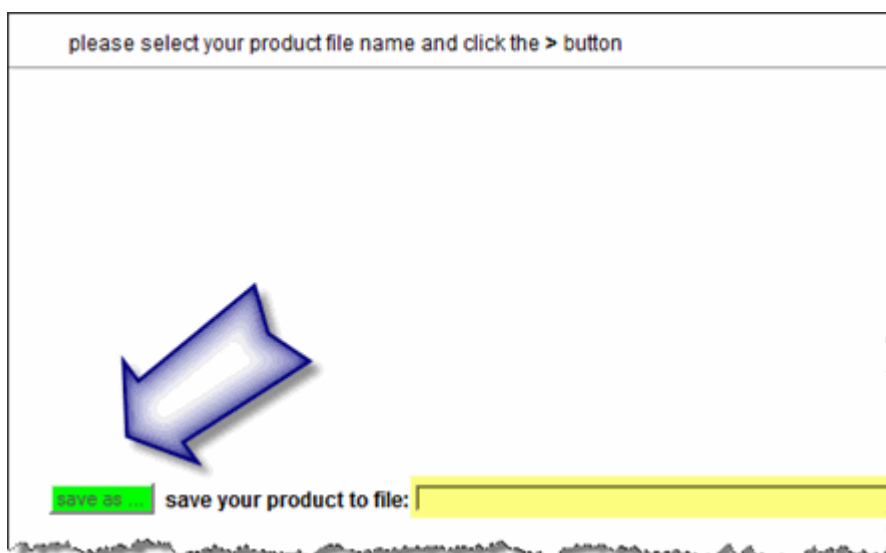 please select your product file name and click the > button
save as ... save your product to file: